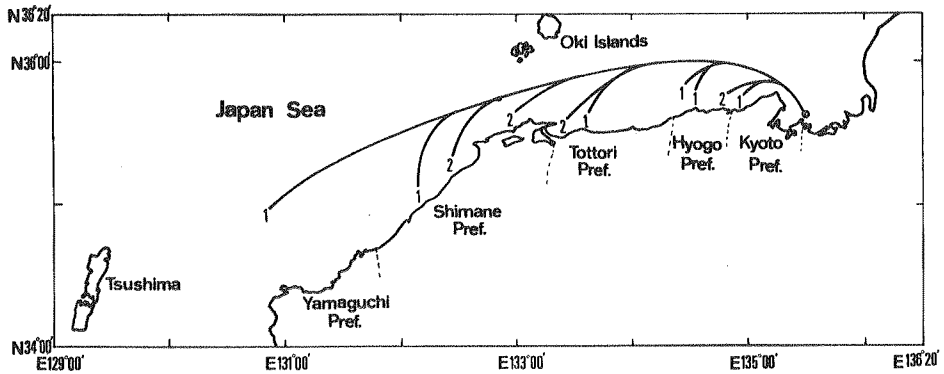 N36°20'
Oki Islands
N36°00'
Japan Sea
2
1
1
2
1
2
2
1
Tottori
Pref.
Hyogo
Pref.
Kyoto
Pref.
2
1
1
Shimane
Pref.
Tsushima
Yamaguchi
Pref.
N34°00'
E129°00'
E131°00'
E133°00'
E135°00'
E136°20'